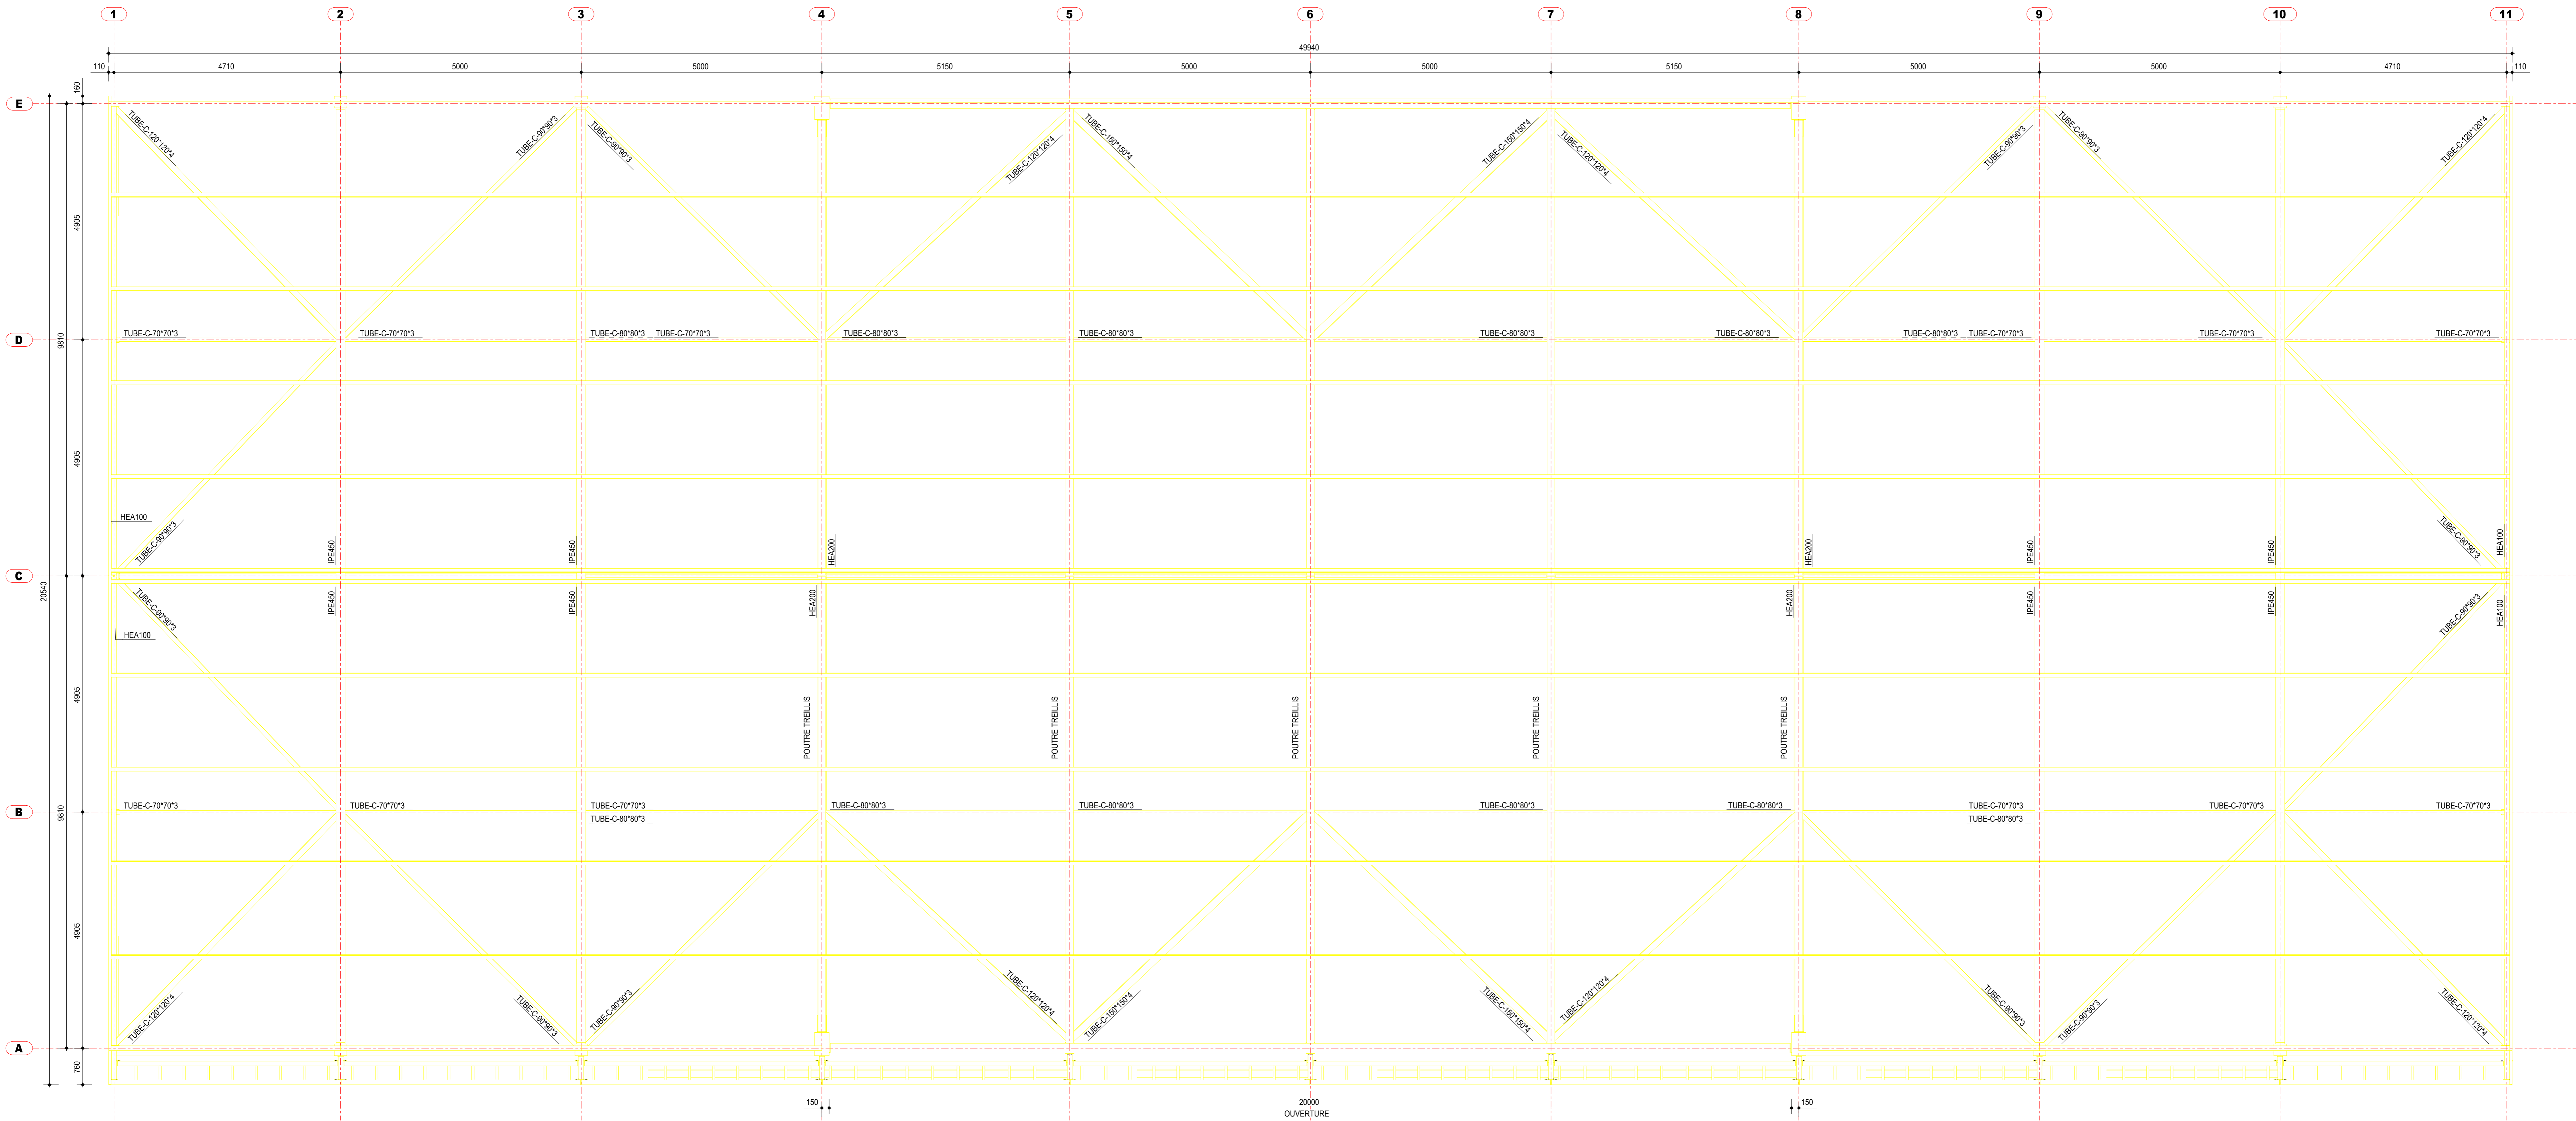 1 2 3 4 5 6 7 8 9 10 11
49940
110 4710 5000 5000 5150 5000 5000 5150 5000 5000 4710 110
160
E
TUBE-C-120*120*4
TUBE-C-90*90*3
TUBE-C-90*90*3
TUBE-C-120*120*4
TUBE-C-150*150*4
TUBE-C-150*150*4
TUBE-C-120*120*4
TUBE-C-90*90*3
TUBE-C-90*90*3
TUBE-C-120*120*4
4905
D
9810
TUBE-C-70*70*3 TUBE-C-70*70*3 TUBE-C-80*80*3 TUBE-C-70*70*3 TUBE-C-80*80*3 TUBE-C-80*80*3 TUBE-C-80*80*3 TUBE-C-80*80*3 TUBE-C-80*80*3 TUBE-C-70*70*3 TUBE-C-70*70*3 TUBE-C-70*70*3
4905
HEA100
TUBE-C-90*90*3
IPE450
IPE450
HEA200
HEA200
IPE450
IPE450
TUBE-C-90*90*3
HEA100
C
20540
TUBE-C-90*90*3
HEA100
IPE450
IPE450
HEA200
HEA200
IPE450
IPE450
TUBE-C-90*90*3
HEA100
4905
POUTRE TREILLIS
POUTRE TREILLIS
POUTRE TREILLIS
POUTRE TREILLIS
POUTRE TREILLIS
B
9810
TUBE-C-70*70*3 TUBE-C-70*70*3 TUBE-C-70*70*3 TUBE-C-80*80*3 TUBE-C-80*80*3 TUBE-C-80*80*3 TUBE-C-80*80*3 TUBE-C-70*70*3 TUBE-C-70*70*3 TUBE-C-70*70*3
TUBE-C-80*80*3 TUBE-C-80*80*3
4905
TUBE-C-120*120*4
TUBE-C-90*90*3
TUBE-C-90*90*3
TUBE-C-120*120*4
TUBE-C-150*150*4
TUBE-C-150*150*4
TUBE-C-120*120*4
TUBE-C-90*90*3
TUBE-C-90*90*3
TUBE-C-120*120*4
A
760
150 20000 150
OUVERTURE